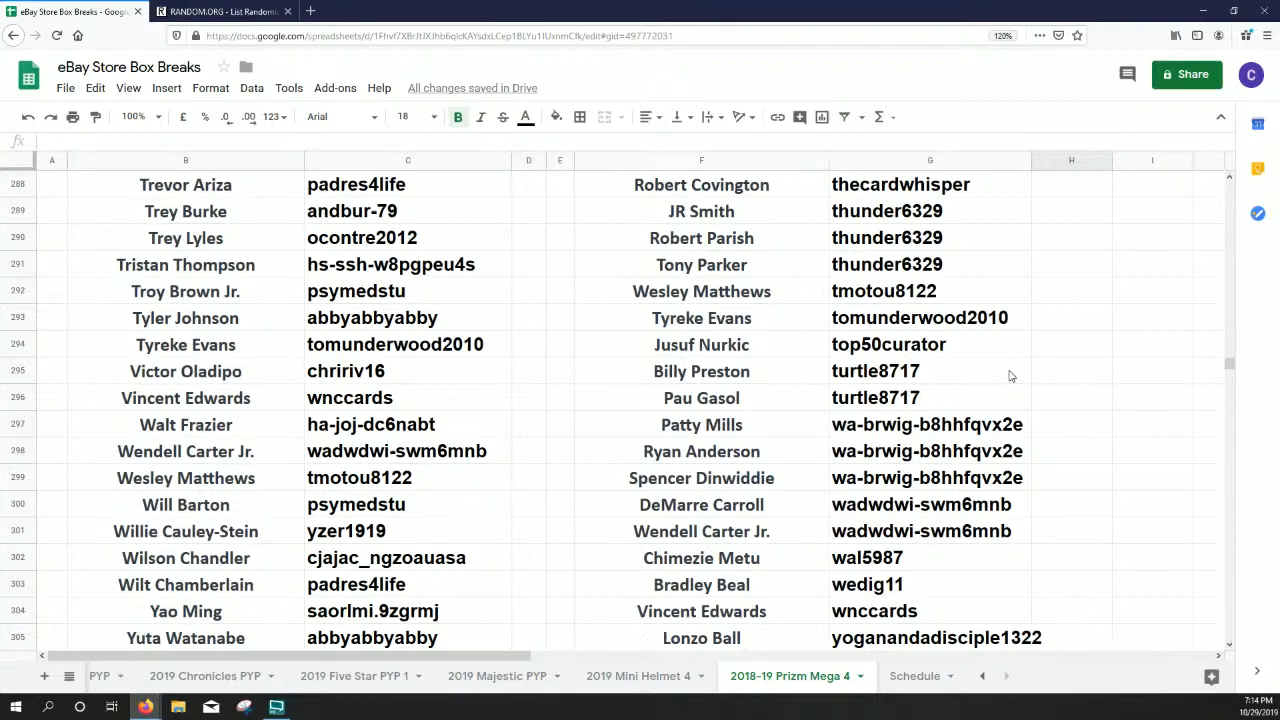 eBay Store Box Breaks - Google
RANDOM.ORG - List Randomi
120%
eBay Store Box Breaks
File Edit View Insert Format Data Tools Add-ons Help All changes saved in Drive
Share
C
100% £ % .0 .00 123 Arial 18 B I S A Σ
fx
A B C D E F G H I
288 Trevor Ariza padres4life Robert Covington thecardwhisper
289 Trey Burke andbur-79 JR Smith thunder6329
290 Trey Lyles ocontre2012 Robert Parish thunder6329
291 Tristan Thompson hs-ssh-w8pgpeu4s Tony Parker thunder6329
292 Troy Brown Jr. psymedstu Wesley Matthews tmotou8122
293 Tyler Johnson abbyabbyabby Tyreke Evans tomunderwood2010
294 Tyreke Evans tomunderwood2010 Jusuf Nurkic top50curator
295 Victor Oladipo chririv16 Billy Preston turtle8717
296 Vincent Edwards wnccards Pau Gasol turtle8717
297 Walt Frazier ha-joj-dc6nabt Patty Mills wa-brwig-b8hhfqvx2e
298 Wendell Carter Jr. wadwdwi-swm6mnb Ryan Anderson wa-brwig-b8hhfqvx2e
299 Wesley Matthews tmotou8122 Spencer Dinwiddie wa-brwig-b8hhfqvx2e
300 Will Barton psymedstu DeMarre Carroll wadwdwi-swm6mnb
301 Willie Cauley-Stein yzer1919 Wendell Carter Jr. wadwdwi-swm6mnb
302 Wilson Chandler cjajac_ngzoauasa Chimezie Metu wal5987
303 Wilt Chamberlain padres4life Bradley Beal wedig11
304 Yao Ming saorlmi.9zgrmj Vincent Edwards wnccards
305 Yuta Watanabe abbyabbyabby Lonzo Ball yoganandadisciple1322
PYP 2019 Chronicles PYP 2019 Five Star PYP 1 2019 Majestic PYP 2019 Mini Helmet 4 2018-19 Prizm Mega 4 Schedule
7:14 PM
10/29/2019